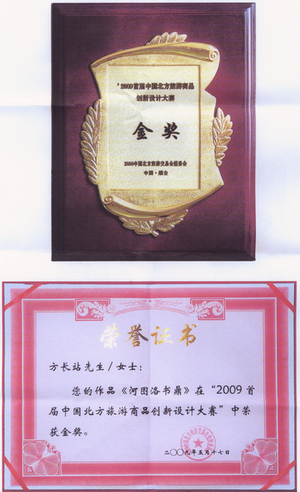 ’2009首届中国北方旅游商品
创新设计大赛
金奖
2009中国北方旅游交易会组委会
中国·烟台
荣誉证书
方长站先生/女士：
您的作品《河图洛书鼎》在“2009首
届中国北方旅游商品创新设计大赛”中荣
获金奖。
二〇〇九年五月十七日